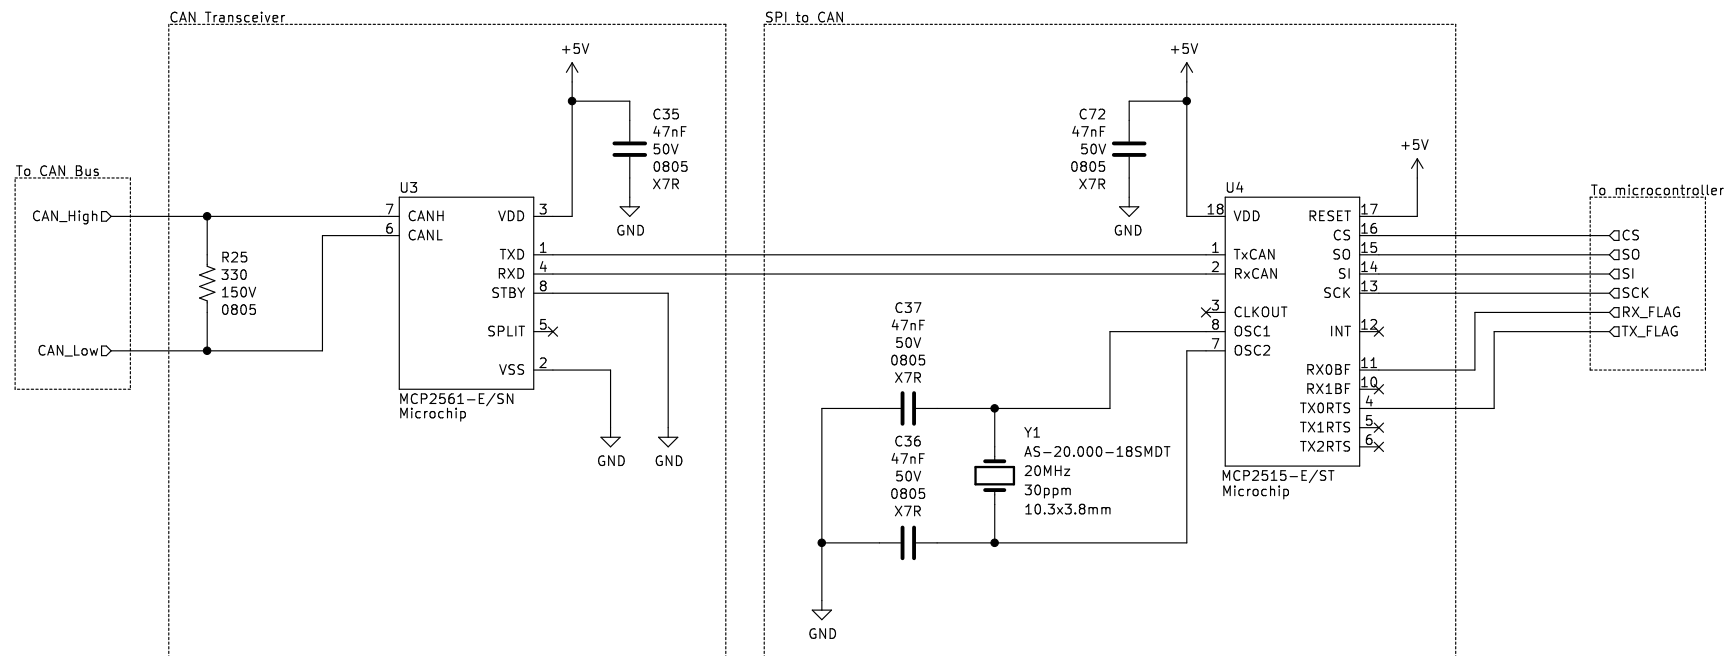 CAN Transceiver
SPI to CAN
To CAN Bus
CAN_High
CAN_Low
R25
330
150V
0805
+5V
C35
47nF
50V
0805
X7R
GND
U3
7
CANH
6
CANL
VDD
3
TXD
1
RXD
4
STBY
8
SPLIT
5
VSS
2
MCP2561-E/SN
Microchip
GND
GND
+5V
C72
47nF
50V
0805
X7R
GND
C37
47nF
50V
0805
X7R
C36
47nF
50V
0805
X7R
GND
Y1
AS-20.000-18SMDT
20MHz
30ppm
10.3x3.8mm
U4
18
VDD
1
TxCAN
2
RxCAN
3
CLKOUT
8
OSC1
7
OSC2
RESET
17
CS
16
SO
15
SI
14
SCK
13
INT
12
RX0BF
11
RX1BF
10
TX0RTS
4
TX1RTS
5
TX2RTS
6
MCP2515-E/ST
Microchip
+5V
To microcontroller
CS
SO
SI
SCK
RX_FLAG
TX_FLAG